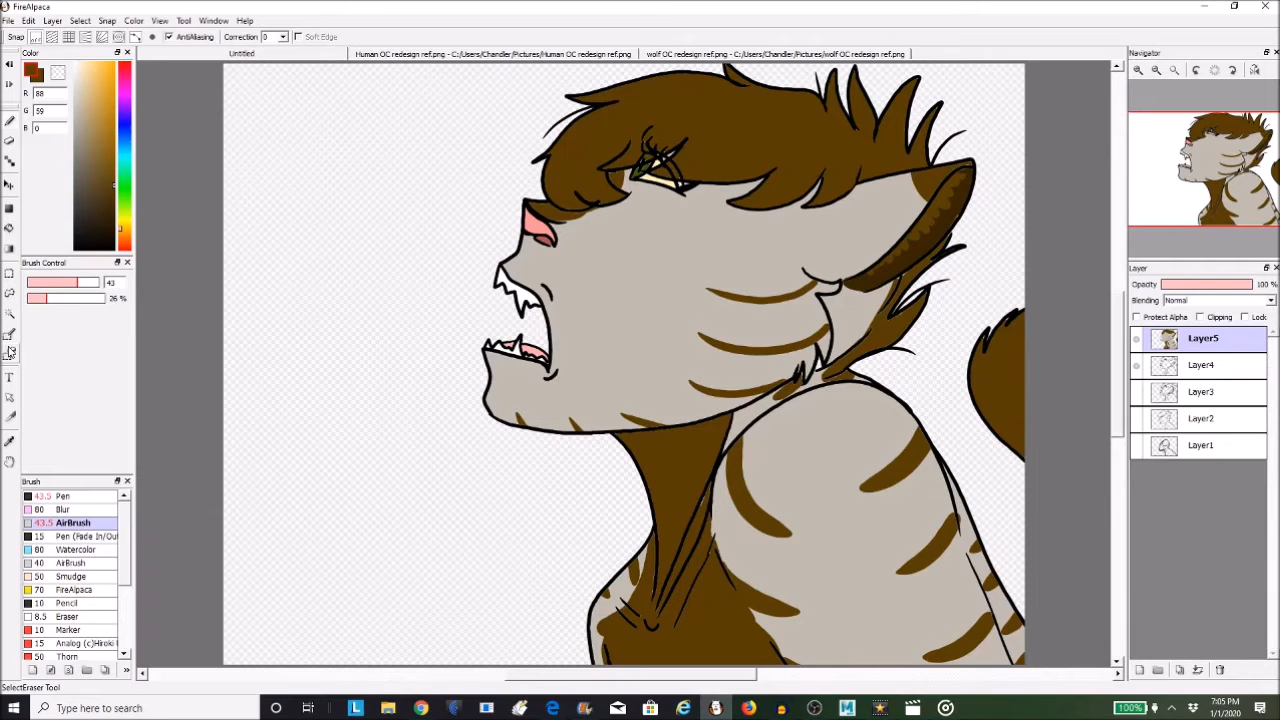 FireAlpaca
File Edit Layer Select Snap Color View Tool Window Help
Snap AntiAliasing Correction 0 Soft Edge
Color
Untitled
Human OC redesign ref.png - C:/Users/Chandler/Pictures/Human OC redesign ref.png
wolf OC redesign ref.png - C:/Users/Chandler/Pictures/wolf OC redesign ref.png
Navigator
R 88
G 59
B 0
Brush Control
43
26 %
Layer
Opacity 100 %
Blending Normal
Protect Alpha Clipping Lock
Layer5
Layer4
Layer3
Layer2
Layer1
Brush
43.5 Pen
80 Blur
43.5 AirBrush
15 Pen (Fade In/Out
80 Watercolor
40 AirBrush
50 Smudge
70 FireAlpaca
10 Pencil
8.5 Eraser
10 Marker
15 Analog (c)Hiroki
50 Thorn
SelectEraser Tool
Type here to search
100%
7:05 PM
1/1/2020